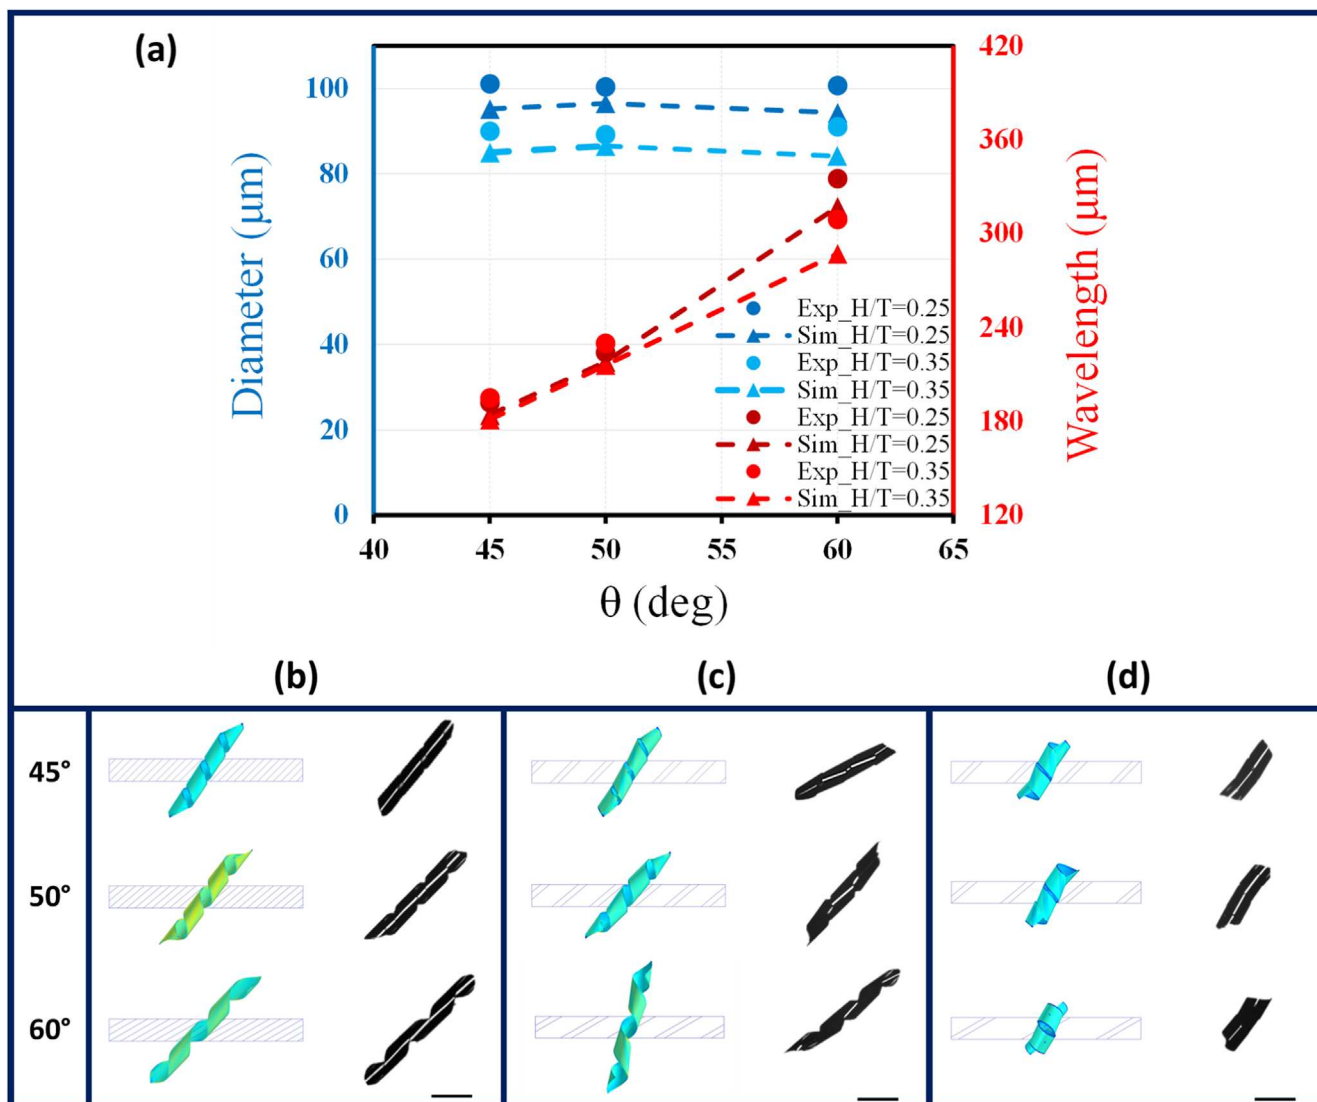 (a)
Diameter (μm)
100
80
60
40
20
0
420
360
300
240
180
120
Wavelength (μm)
Exp_H/T=0.25
Sim_H/T=0.25
Exp_H/T=0.35
Sim_H/T=0.35
Exp_H/T=0.25
Sim_H/T=0.25
Exp_H/T=0.35
Sim_H/T=0.35
40 45 50 55 60 65
θ (deg)
(b) (c) (d)
45°
50°
60°